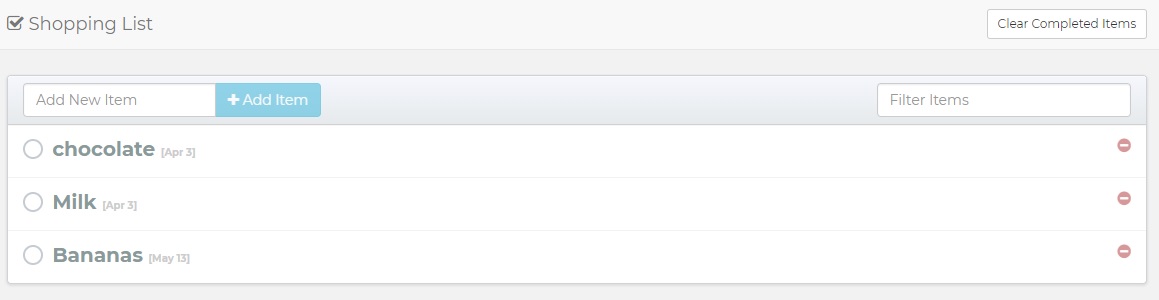 Shopping List
Clear Completed Items
Add New Item
Add Item
Filter Items
chocolate [Apr 3]
Milk [Apr 3]
Bananas [May 13]